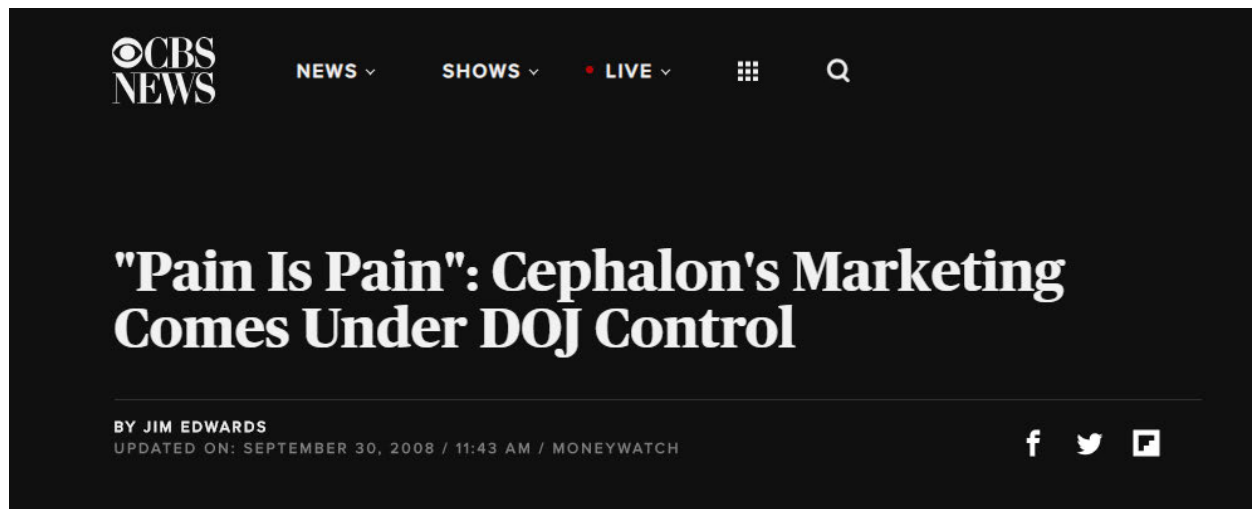 CBS
NEWS
NEWS SHOWS LIVE
"Pain Is Pain": Cephalon's Marketing
Comes Under DOJ Control
BY JIM EDWARDS
UPDATED ON: SEPTEMBER 30, 2008 / 11:43 AM / MONEYWATCH